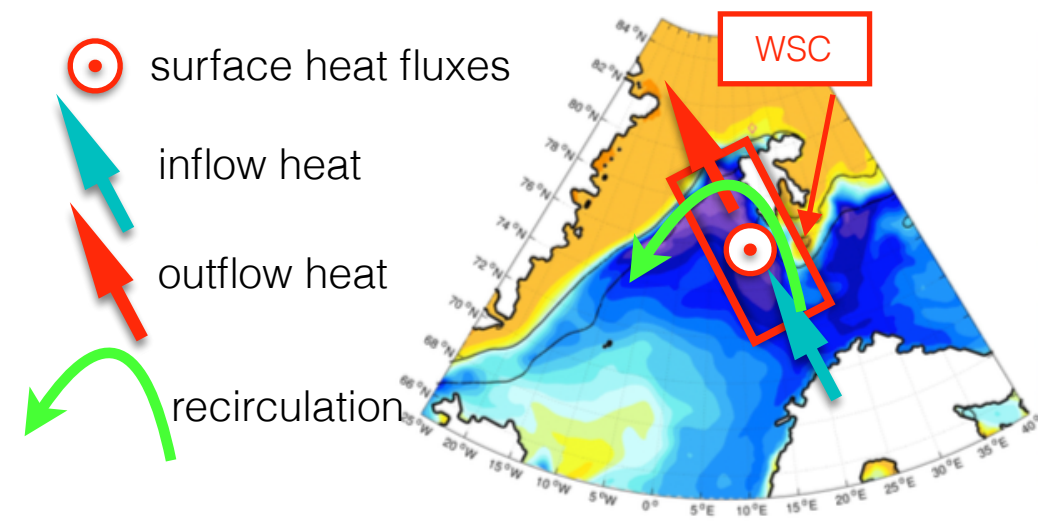 surface heat fluxes
inflow heat
outflow heat
recirculation
WSC
84°N
82°N
80°N
78°N
76°N
74°N
72°N
70°N
68°N
66°N
25°W
20°W
15°W
10°W
5°W
0°
5°E
10°E
15°E
20°E
25°E
30°E
35°E
40°